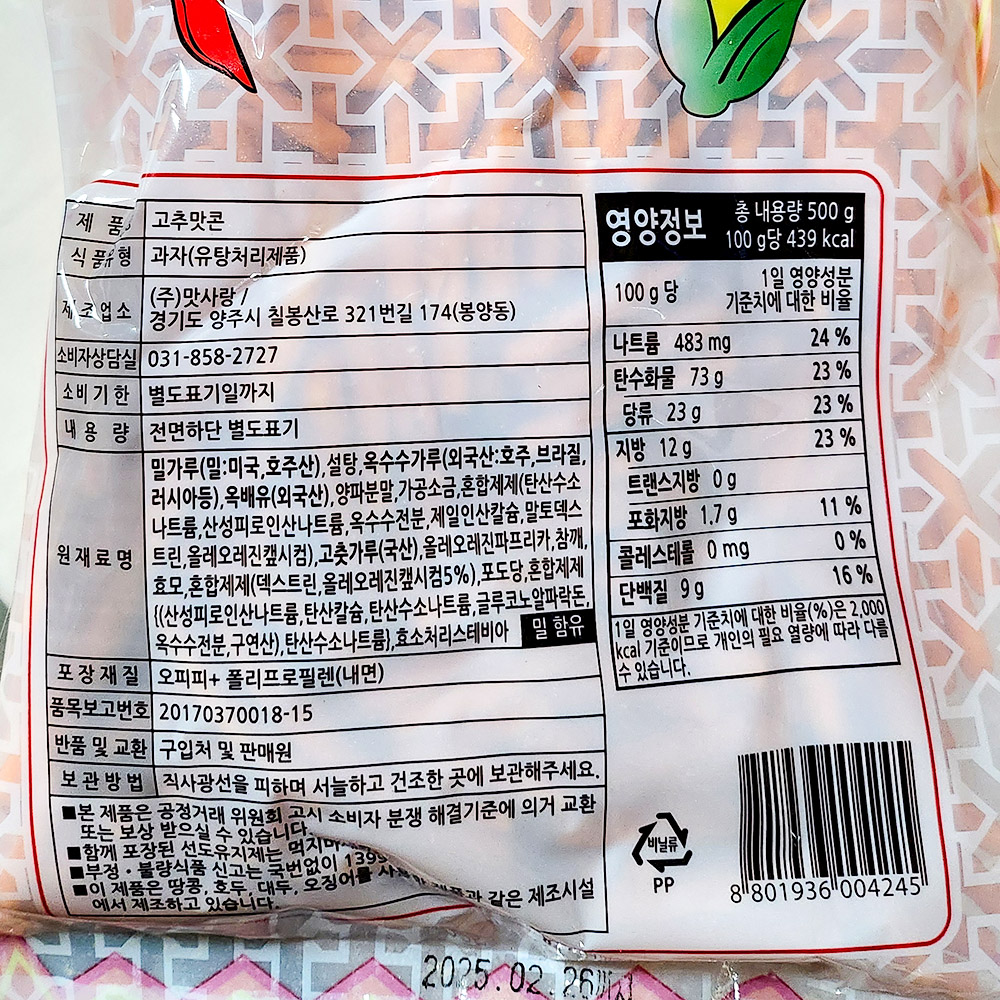 제 품 고추맛콘
식품유형 과자(유탕처리제품)
제조업소 (주)맛사랑 /
경기도 양주시 칠봉산로 321번길 174(봉양동)
소비자상담실 031-858-2727
소비기한 별도표기일까지
내 용 량 전면하단 별도표기
원재료명 밀가루(밀:미국,호주산),설탕,옥수수가루(외국산:호주,브라질,
러시아등),옥배유(외국산),양파분말,가공소금,혼합제제(탄산수소
나트륨,산성피로인산나트륨,옥수수전분,제일인산칼슘,말토덱스
트린,올레오레진캪시컴),고춧가루(국산),올레오레진파프리카,참깨,
효모,혼합제제(덱스트린,올레오레진캪시컴5%),포도당,혼합제제
{(산성피로인산나트륨,탄산칼슘,탄산수소나트륨,글루코노알파락돈,
옥수수전분,구연산),탄산수소나트륨},효소처리스테비아 밀 함유
포장재질 오피피+ 폴리프로필렌(내면)
품목보고번호 20170370018-15
반품 및 교환 구입처 및 판매원
보관방법 직사광선을 피하며 서늘하고 건조한 곳에 보관해주세요.
■본 제품은 공정거래 위원회 고시 소비자 분쟁 해결기준에 의거 교환
또는 보상 받으실 수 있습니다.
■함께 포장된 선도유지제는 먹지마
■부정·불량식품 신고는 국번없이 1399
■이 제품은 땅콩, 호두, 대두, 오징어를 같은 제조시설
에서 제조하고 있습니다.
영양정보 총 내용량 500 g
100 g당 439 kcal
100 g 당 1일 영양성분
기준치에 대한 비율
나트륨 483 mg 24 %
탄수화물 73 g 23 %
당류 23 g 23 %
지방 12 g 23 %
트랜스지방 0 g
포화지방 1.7 g 11 %
콜레스테롤 0 mg 0 %
단백질 9 g 16 %
1일 영양성분 기준치에 대한 비율(%)은 2,000
kcal 기준이므로 개인의 필요 열량에 따라 다를
수 있습니다.
비닐류
PP
8 801936 004245
2025.02.26